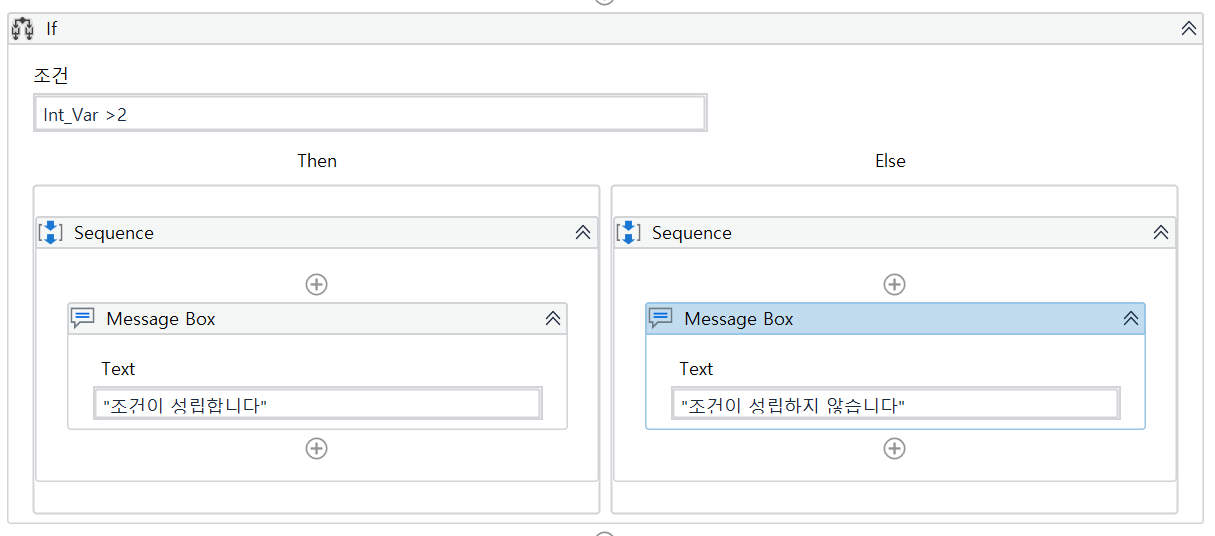 If
조건
Int_Var >2
Then
Else
Sequence
Sequence
Message Box
Message Box
Text
Text
"조건이 성립합니다"
"조건이 성립하지 않습니다"